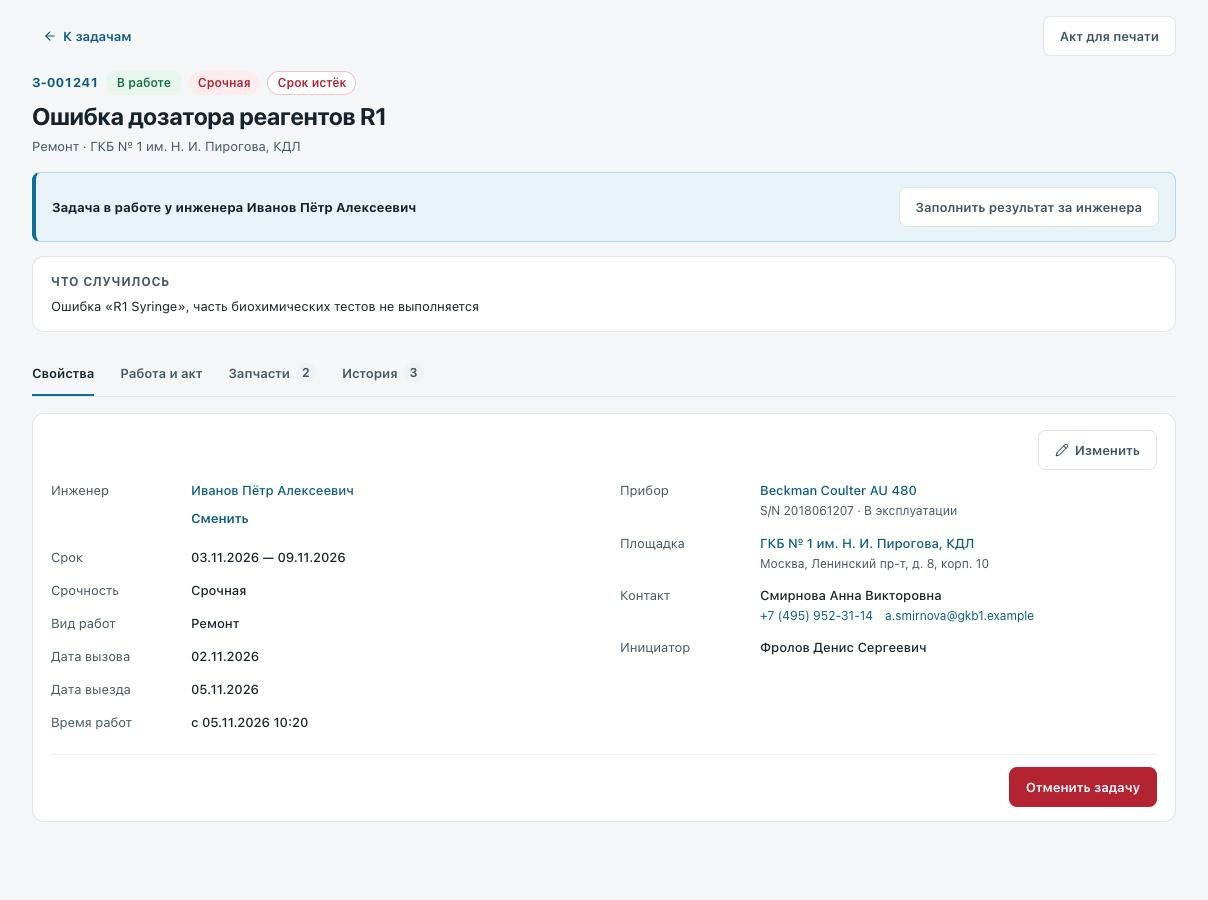 К задачам
Акт для печати
З-001241 В работе Срочная Срок истёк
Ошибка дозатора реагентов R1
Ремонт · ГКБ № 1 им. Н. И. Пирогова, КДЛ
Задача в работе у инженера Иванов Пётр Алексеевич
Заполнить результат за инженера
ЧТО СЛУЧИЛОСЬ
Ошибка «R1 Syringe», часть биохимических тестов не выполняется
Свойства Работа и акт Запчасти 2 История 3
Изменить
Инженер Иванов Пётр Алексеевич
Сменить
Срок 03.11.2026 — 09.11.2026
Срочность Срочная
Вид работ Ремонт
Дата вызова 02.11.2026
Дата выезда 05.11.2026
Время работ с 05.11.2026 10:20
Прибор Beckman Coulter AU 480
S/N 2018061207 · В эксплуатации
Площадка ГКБ № 1 им. Н. И. Пирогова, КДЛ
Москва, Ленинский пр-т, д. 8, корп. 10
Контакт Смирнова Анна Викторовна
+7 (495) 952-31-14 a.smirnova@gkb1.example
Инициатор Фролов Денис Сергеевич
Отменить задачу